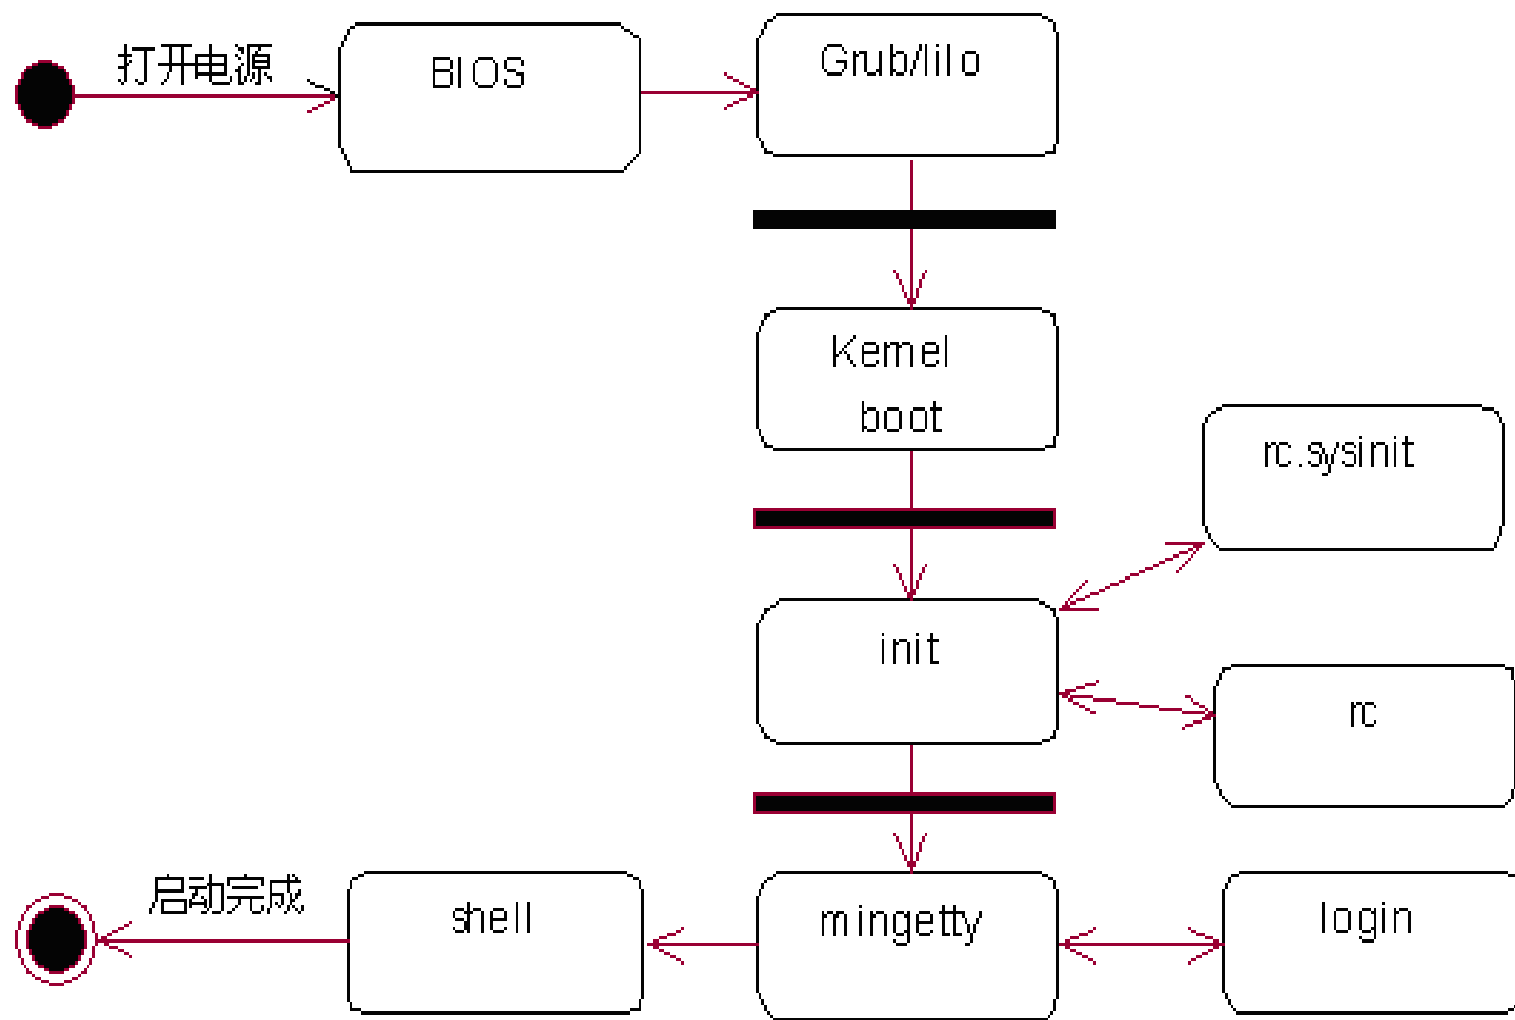 打开电源
BIOS
Grub/lilo
Kernel
boot
rc.sysinit
init
rc
启动完成
shell
mingetty
login